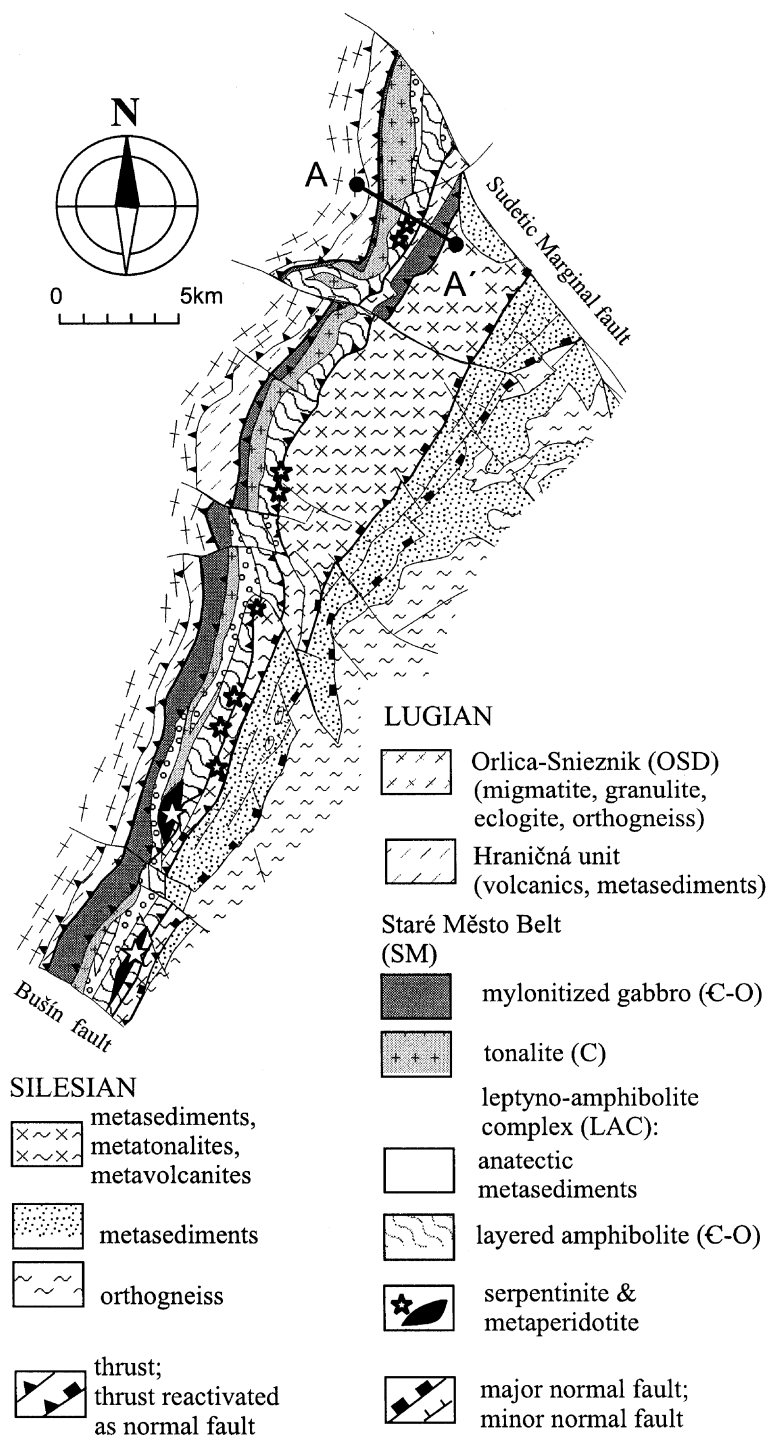 N
A
A´
0
5km
Sudetic Marginal fault
Bušín fault
LUGIAN
Orlica-Snieznik (OSD)
(migmatite, granulite,
eclogite, orthogneiss)
Hraničná unit
(volcanics, metasediments)
Staré Město Belt
(SM)
mylonitized gabbro (Є-O)
tonalite (C)
leptyno-amphibolite
complex (LAC):
anatectic
metasediments
layered amphibolite (Є-O)
serpentinite &
metaperidotite
major normal fault;
minor normal fault
SILESIAN
metasediments,
metatonalites,
metavolcanites
metasediments
orthogneiss
thrust;
thrust reactivated
as normal fault